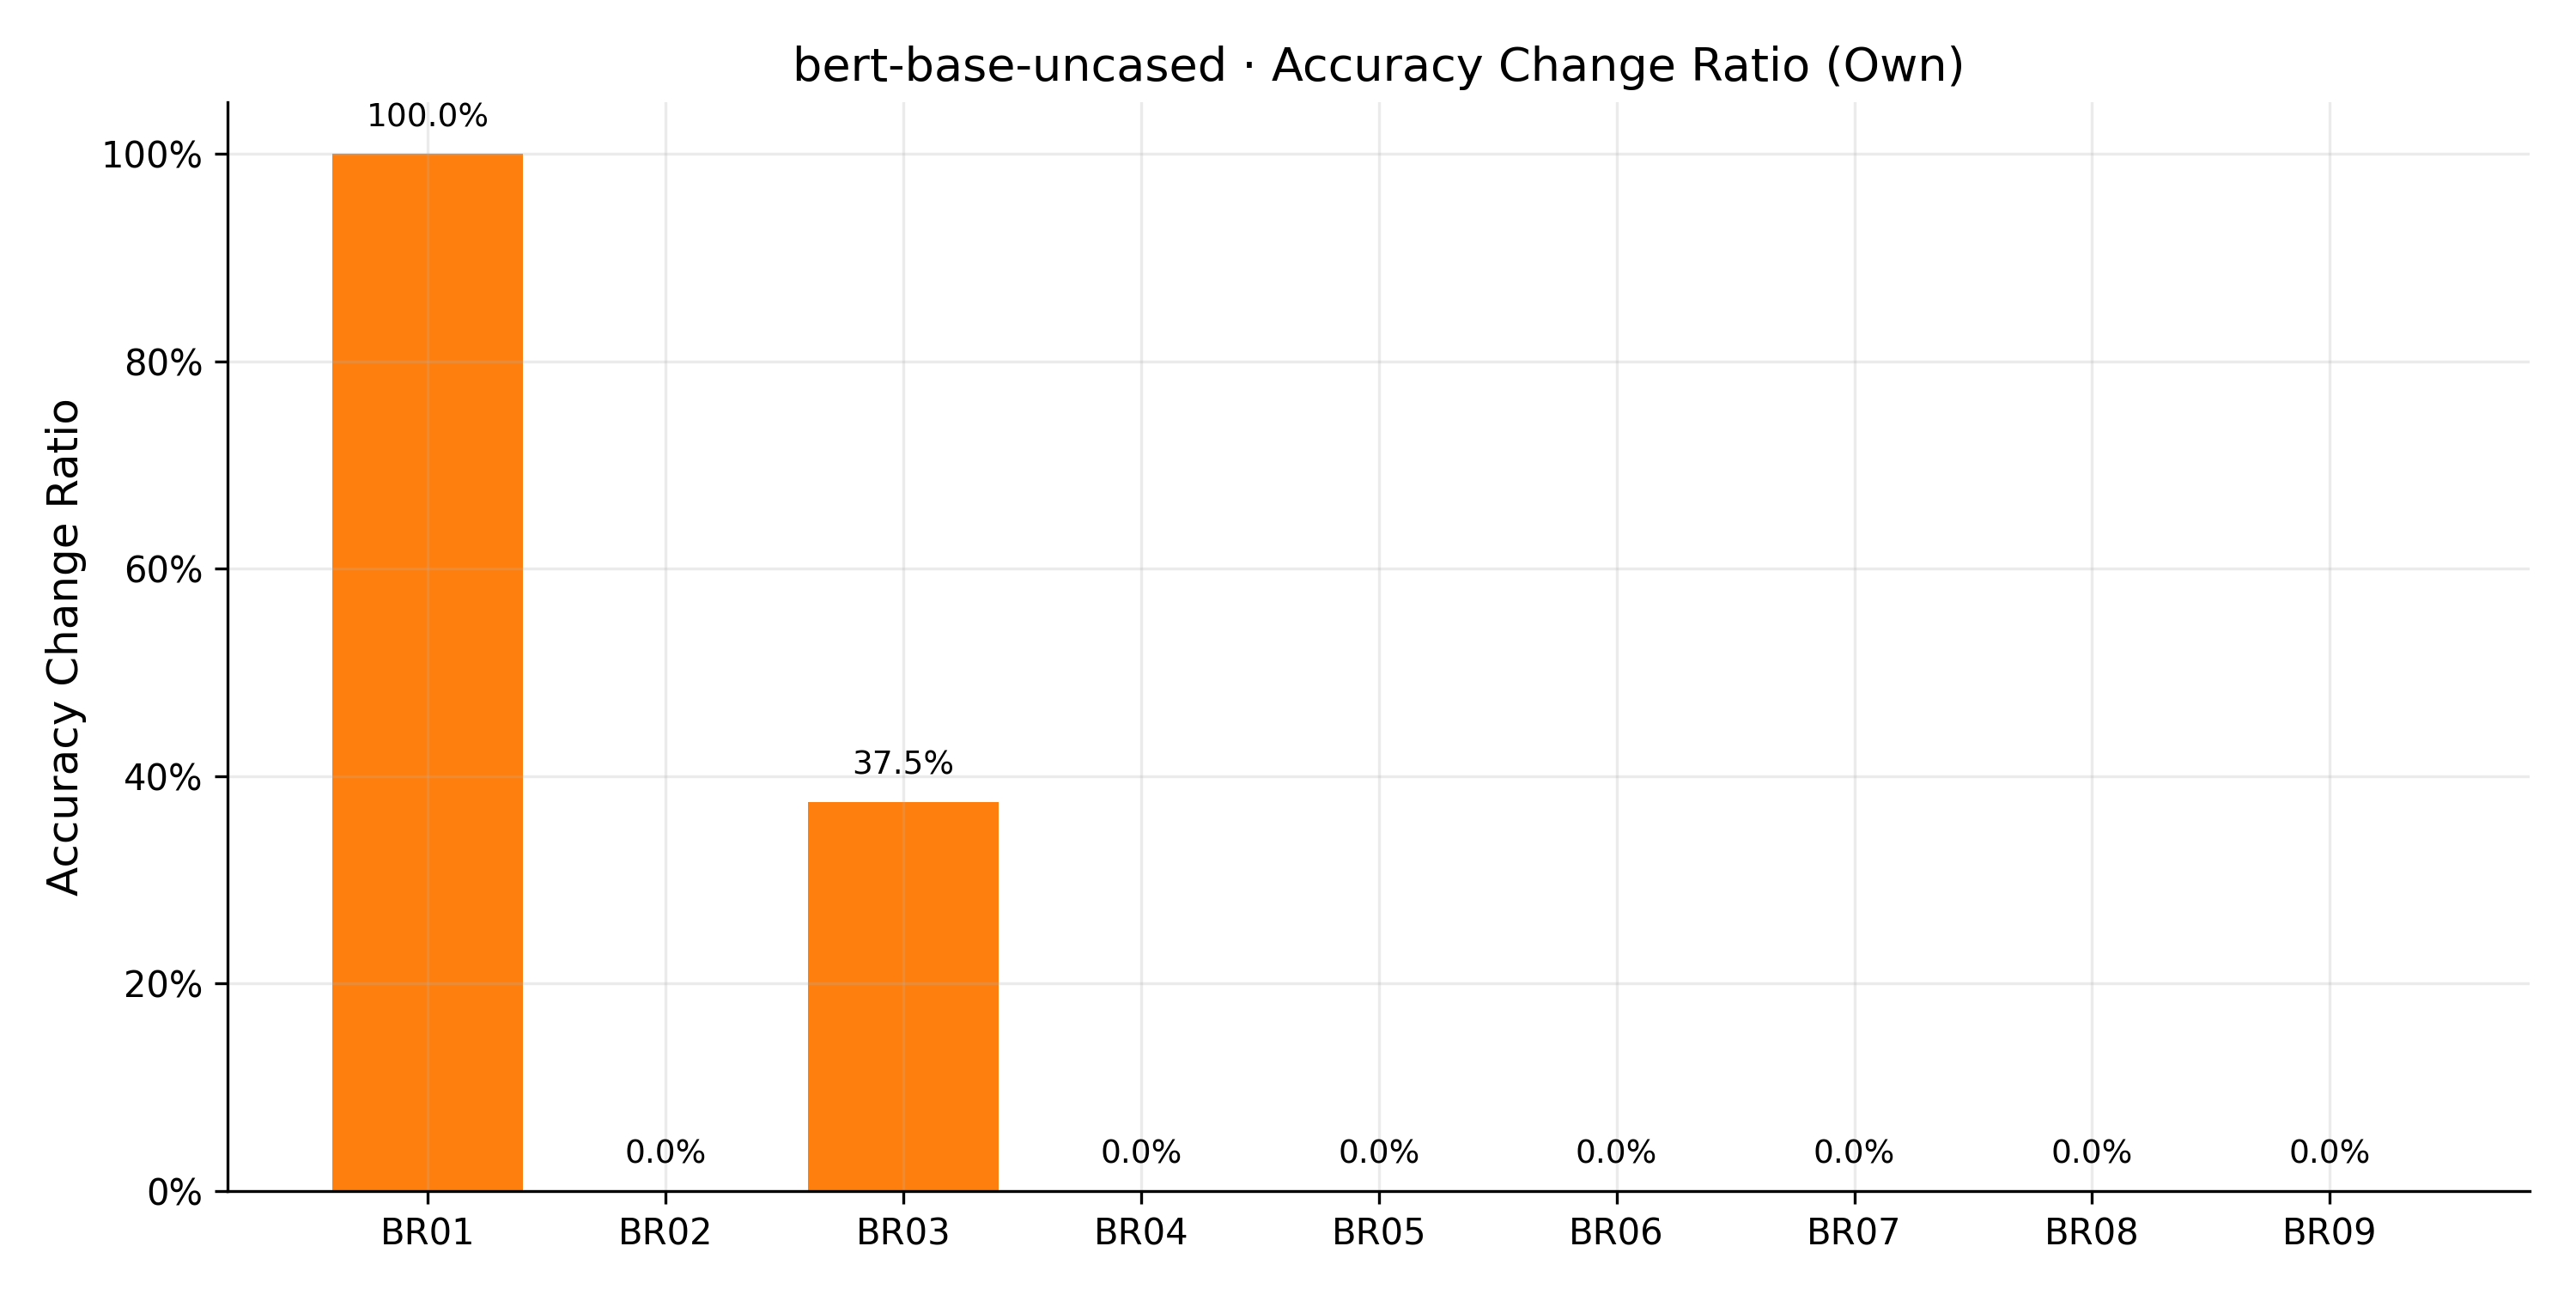 bert-base-uncased · Accuracy Change Ratio (Own)
Accuracy Change Ratio
100%
80%
60%
40%
20%
0%
100.0%
0.0%
37.5%
0.0%
0.0%
0.0%
0.0%
0.0%
0.0%
BR01
BR02
BR03
BR04
BR05
BR06
BR07
BR08
BR09